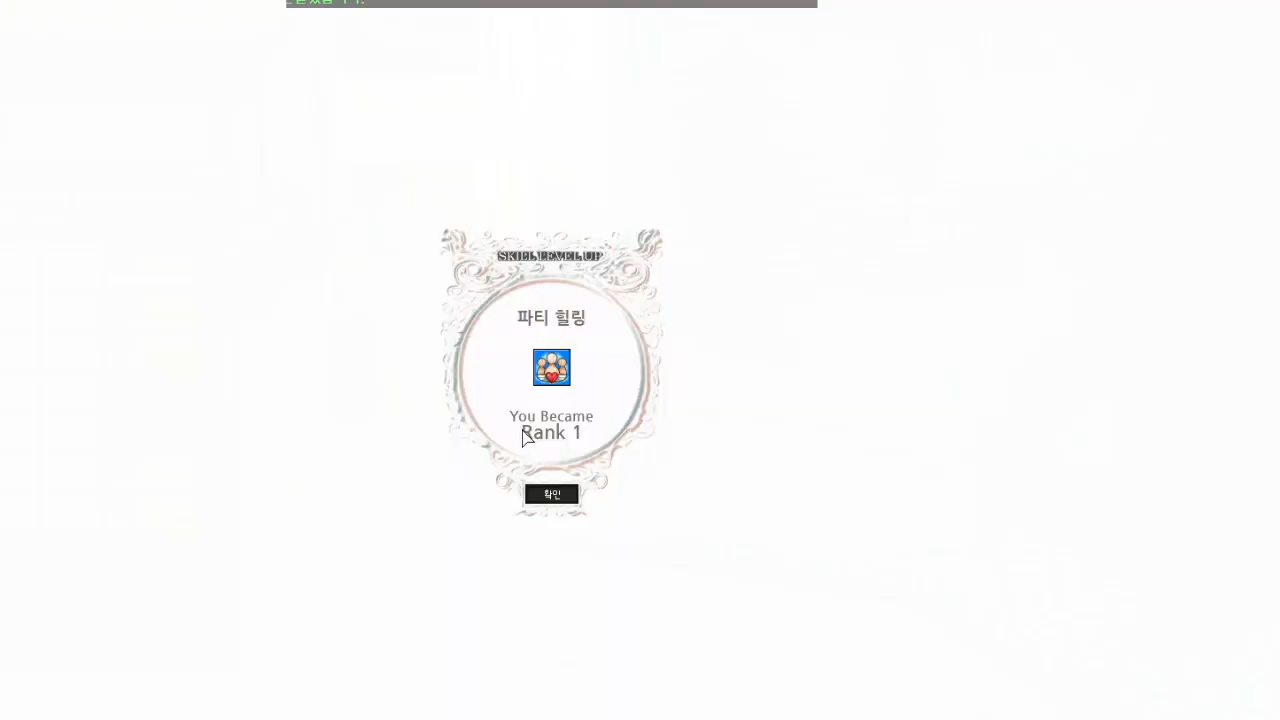 SKILL LEVEL UP
파티 힐링
You Became
Rank 1
확인